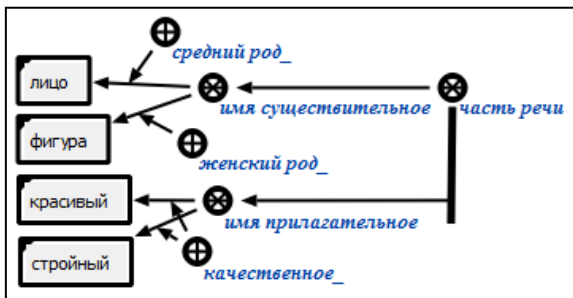 средний род_
лицо
имя существительное
часть речи
фигура
женский род_
красивый
имя прилагательное
стройный
качественное_